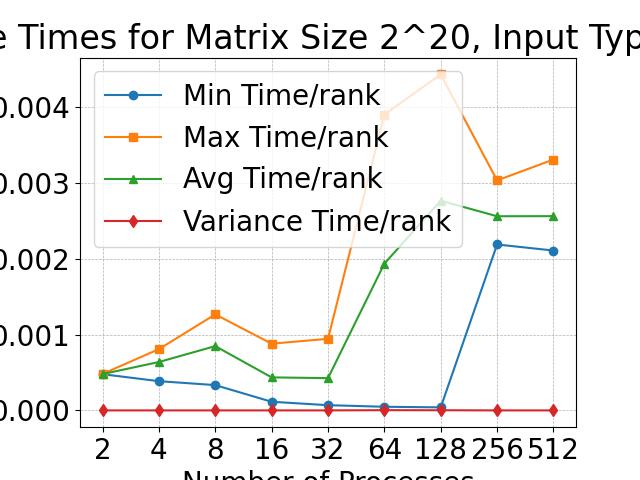 e Times for Matrix Size 2^20, Input Typ
0.004
0.003
0.002
0.001
0.000
Min Time/rank
Max Time/rank
Avg Time/rank
Variance Time/rank
2 4 8 16 32 64 128 256 512
Number of Processes